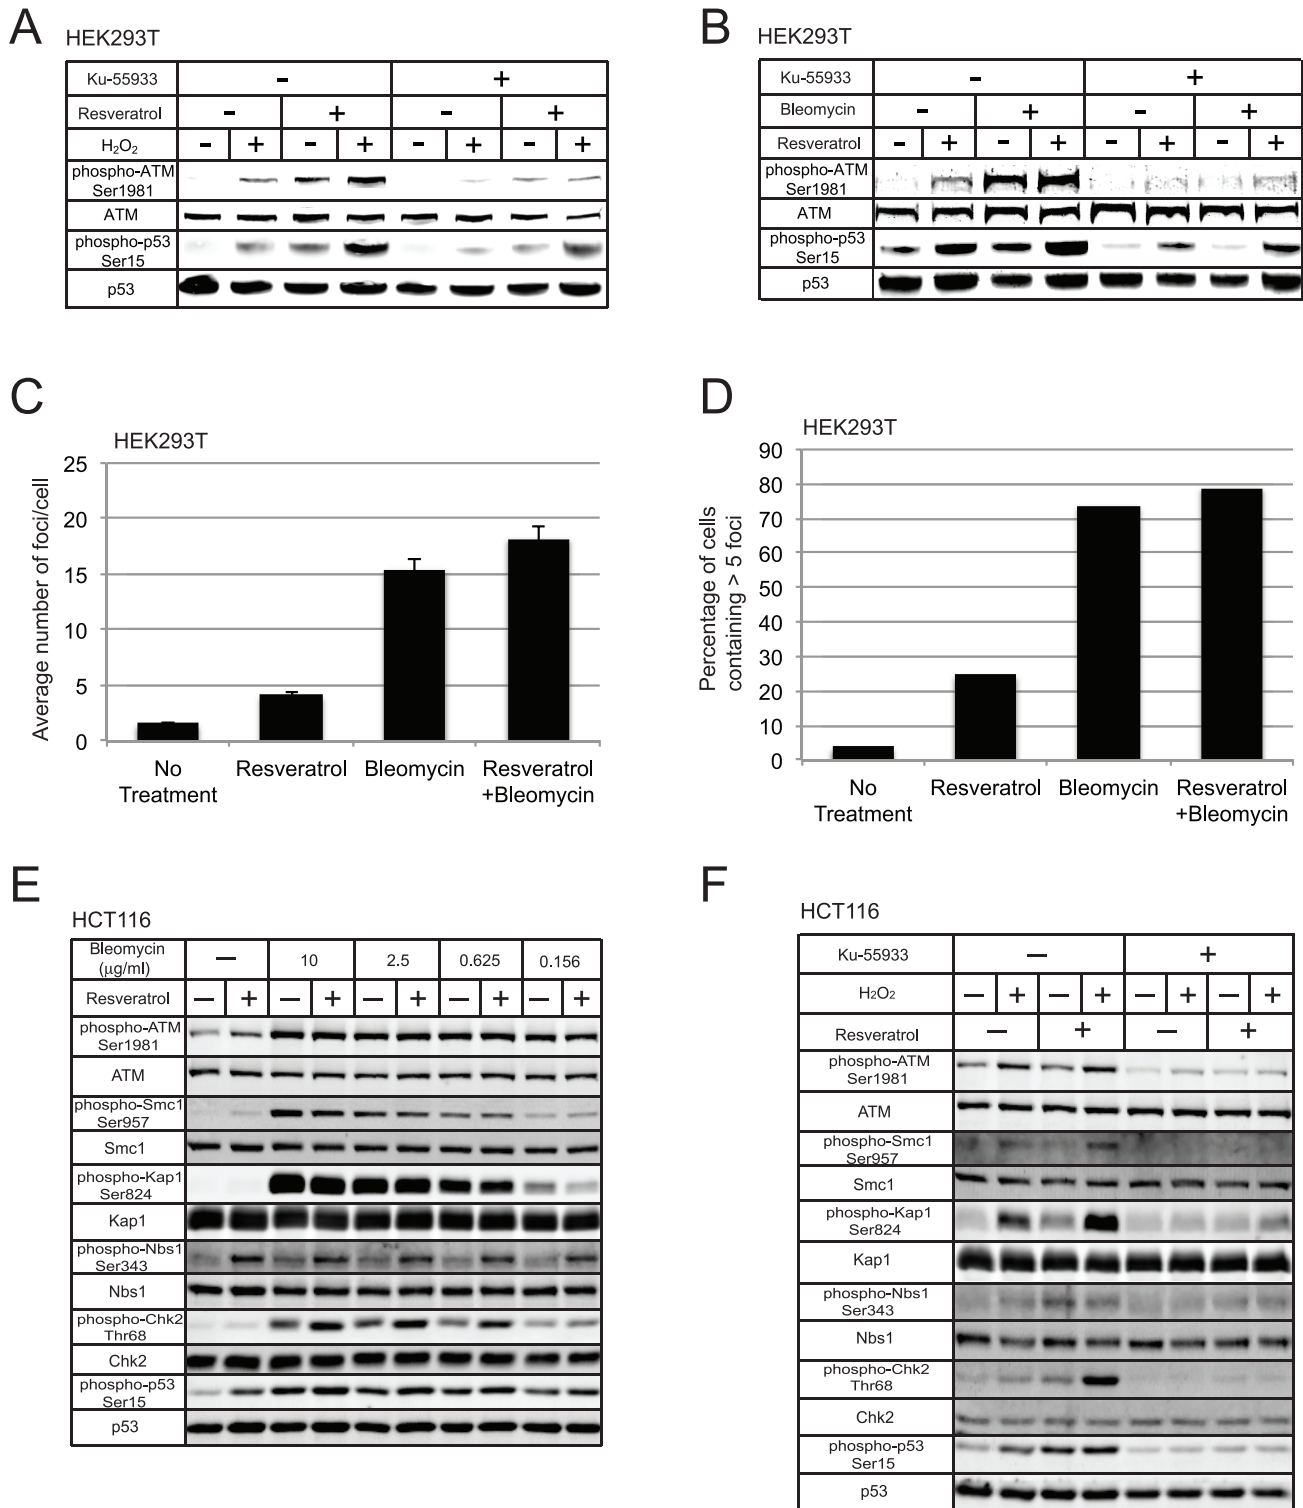 A
HEK293T
Ku-55933 - +
Resveratrol - + - +
H2O2 - + - + - + - +
phospho-ATM
Ser1981
ATM
phospho-p53
Ser15
p53
B
HEK293T
Ku-55933 - +
Bleomycin - + - +
Resveratrol - + - + - + - +
phospho-ATM
Ser1981
ATM
phospho-p53
Ser15
p53
C
HEK293T
Average number of foci/cell
25
20
15
10
5
0
No
Treatment
Resveratrol
Bleomycin
Resveratrol
+Bleomycin
D
HEK293T
Percentage of cells
containing > 5 foci
90
80
70
60
50
40
30
20
10
0
No
Treatment
Resveratrol
Bleomycin
Resveratrol
+Bleomycin
E
HCT116
Bleomycin
(µg/ml)
— 10 2.5 0.625 0.156
Resveratrol — + — + — + — + — +
phospho-ATM
Ser1981
ATM
phospho-Smc1
Ser957
Smc1
phospho-Kap1
Ser824
Kap1
phospho-Nbs1
Ser343
Nbs1
phospho-Chk2
Thr68
Chk2
phospho-p53
Ser15
p53
F
HCT116
Ku-55933 — +
H2O2 — + — + — + — +
Resveratrol — + — +
phospho-ATM
Ser1981
ATM
phospho-Smc1
Ser957
Smc1
phospho-Kap1
Ser824
Kap1
phospho-Nbs1
Ser343
Nbs1
phospho-Chk2
Thr68
Chk2
phospho-p53
Ser15
p53